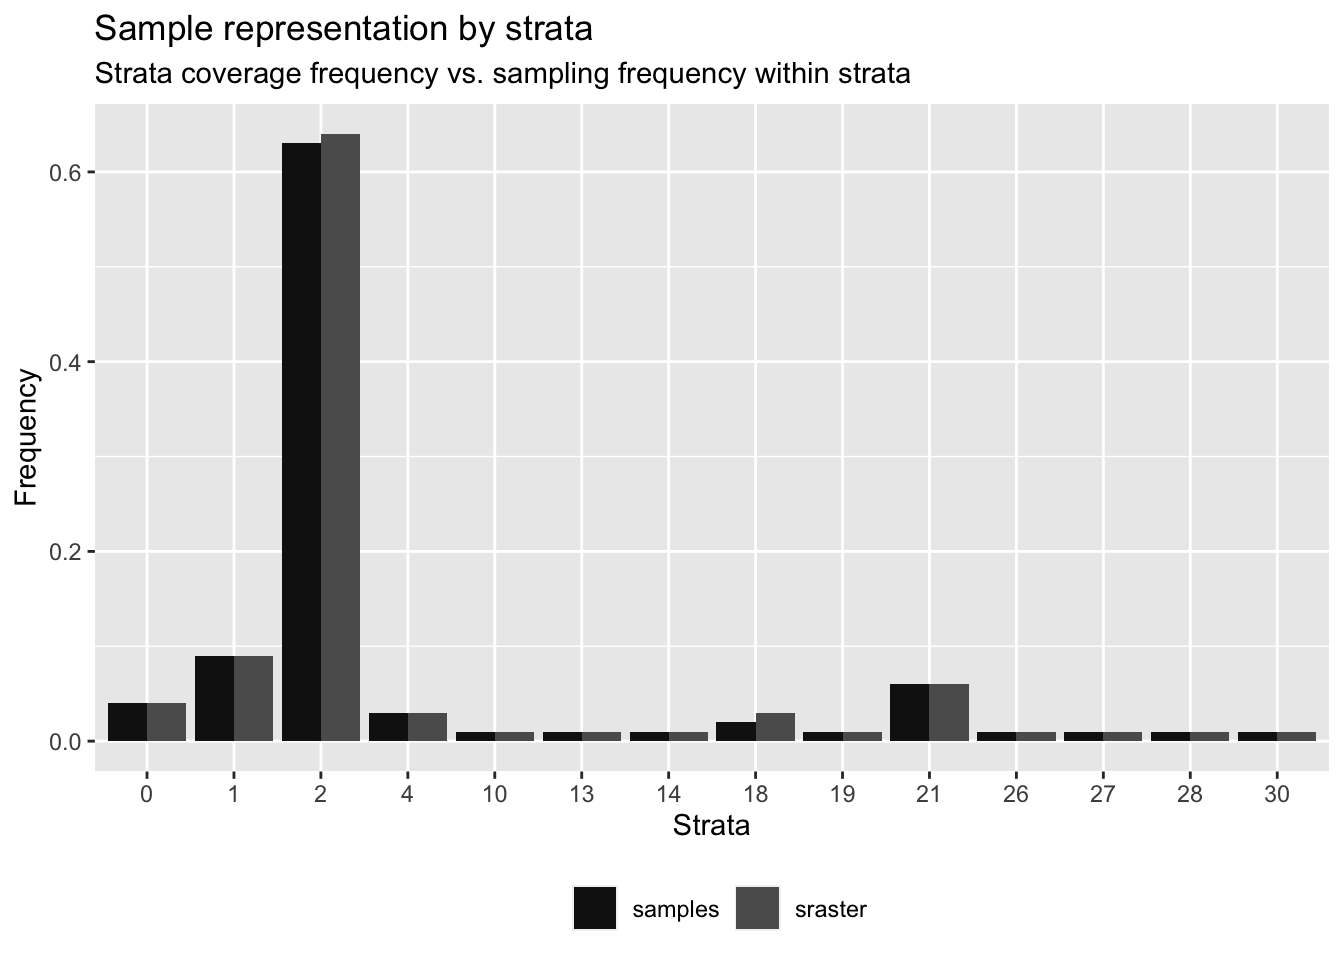 Sample representation by strata
Strata coverage frequency vs. sampling frequency within strata
Frequency
0.6
0.4
0.2
0.0
0 1 2 4 10 13 14 18 19 21 26 27 28 30
Strata
samples sraster